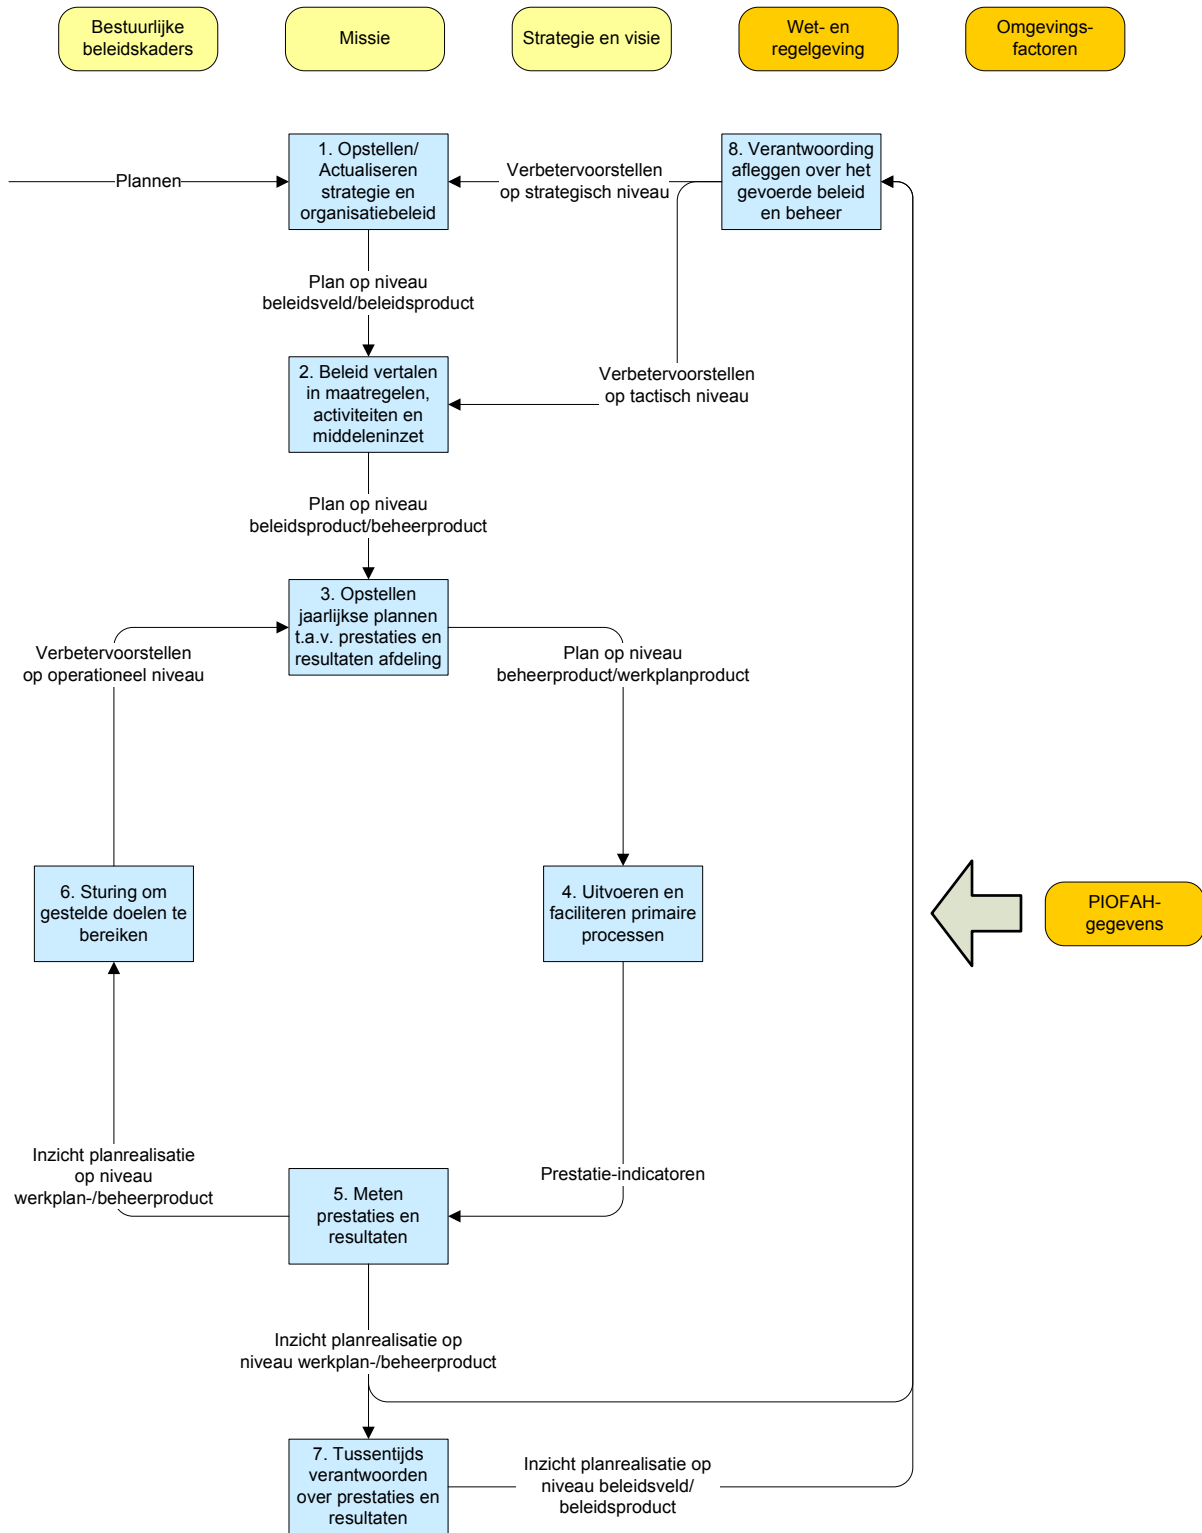 Bestuurlijke
beleidskaders
Missie
Strategie en visie
Wet- en
regelgeving
Omgevings-
factoren
1. Opstellen/
Actualiseren
strategie en
organisatiebeleid
Plannen
Verbetervoorstellen
op strategisch niveau
8. Verantwoording
afleggen over het
gevoerde beleid
en beheer
Plan op niveau
beleidsveld/beleidsproduct
2. Beleid vertalen
in maatregelen,
activiteiten en
middeleninzet
Verbetervoorstellen
op tactisch niveau
Plan op niveau
beleidsproduct/beheerproduct
3. Opstellen
jaarlijkse plannen
t.a.v. prestaties en
resultaten afdeling
Verbetervoorstellen
op operationeel niveau
Plan op niveau
beheerproduct/werkplanproduct
6. Sturing om
gestelde doelen te
bereiken
4. Uitvoeren en
faciliteren primaire
processen
PIOFAH-
gegevens
Inzicht planrealisatie
op niveau
werkplan-/beheerproduct
5. Meten
prestaties en
resultaten
Prestatie-indicatoren
Inzicht planrealisatie op
niveau werkplan-/beheerproduct
7. Tussentijds
verantwoorden
over prestaties en
resultaten
Inzicht planrealisatie op
niveau beleidsveld/
beleidsproduct